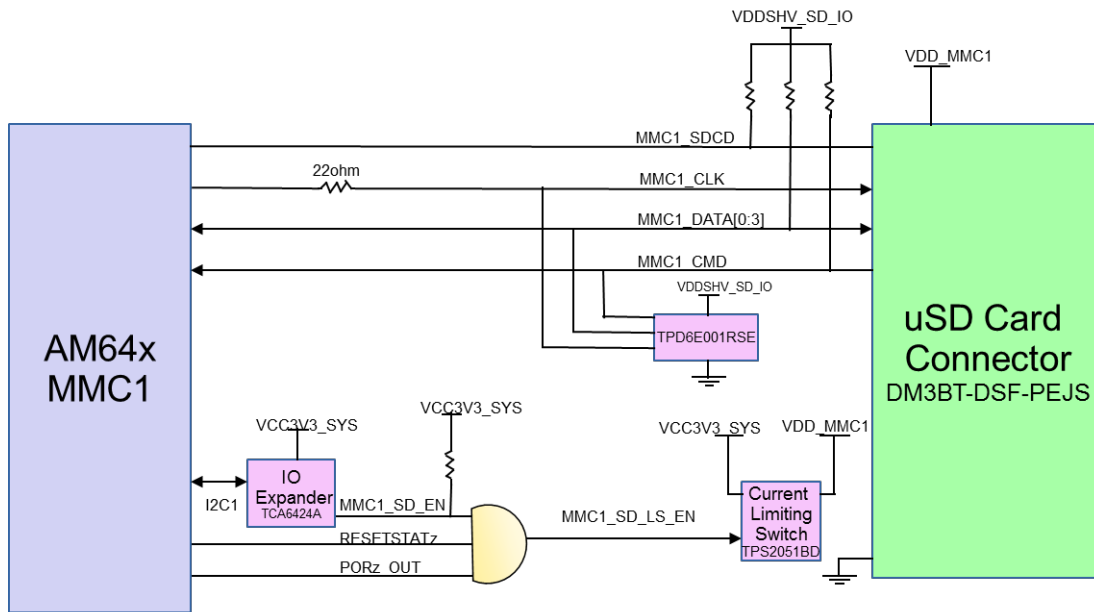 VDDSHV_SD_IO
VDD_MMC1
MMC1_SDCD
22ohm
MMC1_CLK
MMC1_DATA[0:3]
MMC1_CMD
VDDSHV_SD_IO
TPD6E001RSE
AM64x
MMC1
uSD Card
Connector
DM3BT-DSF-PEJS
VCC3V3_SYS
VCC3V3_SYS
VCC3V3_SYS
VDD_MMC1
I2C1
IO
Expander
TCA6424A
MMC1_SD_EN
RESETSTATz
PORz_OUT
MMC1_SD_LS_EN
Current
Limiting
Switch
TPS2051BD